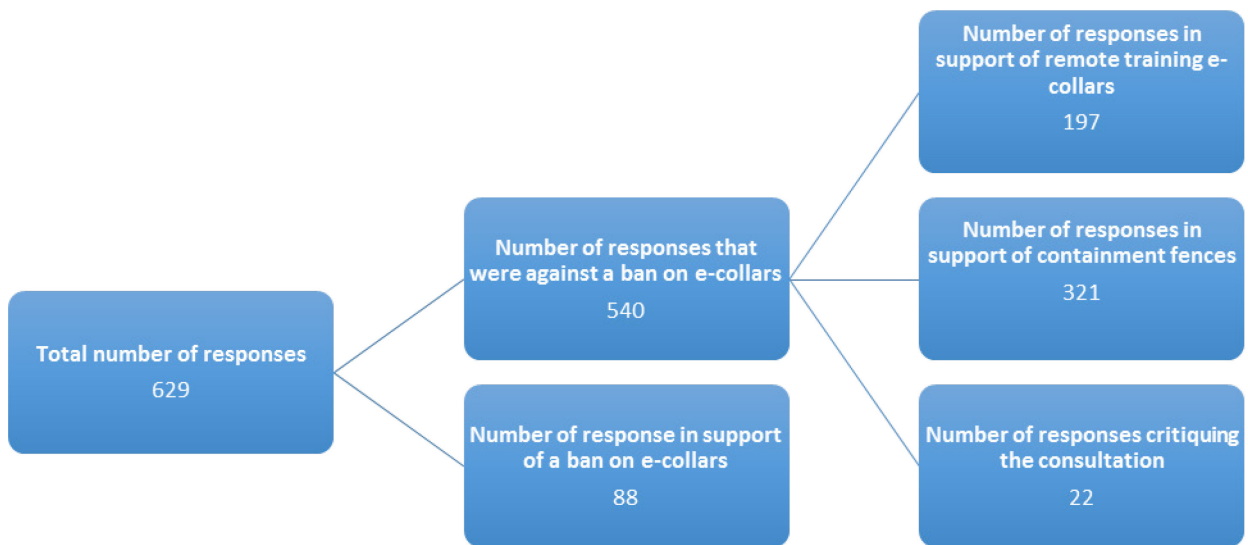 Total number of responses
629
Number of responses that
were against a ban on e-collars
540
Number of response in support
of a ban on e-collars
88
Number of responses in
support of remote training e-
collars
197
Number of responses in
support of containment fences
321
Number of responses critiquing
the consultation
22